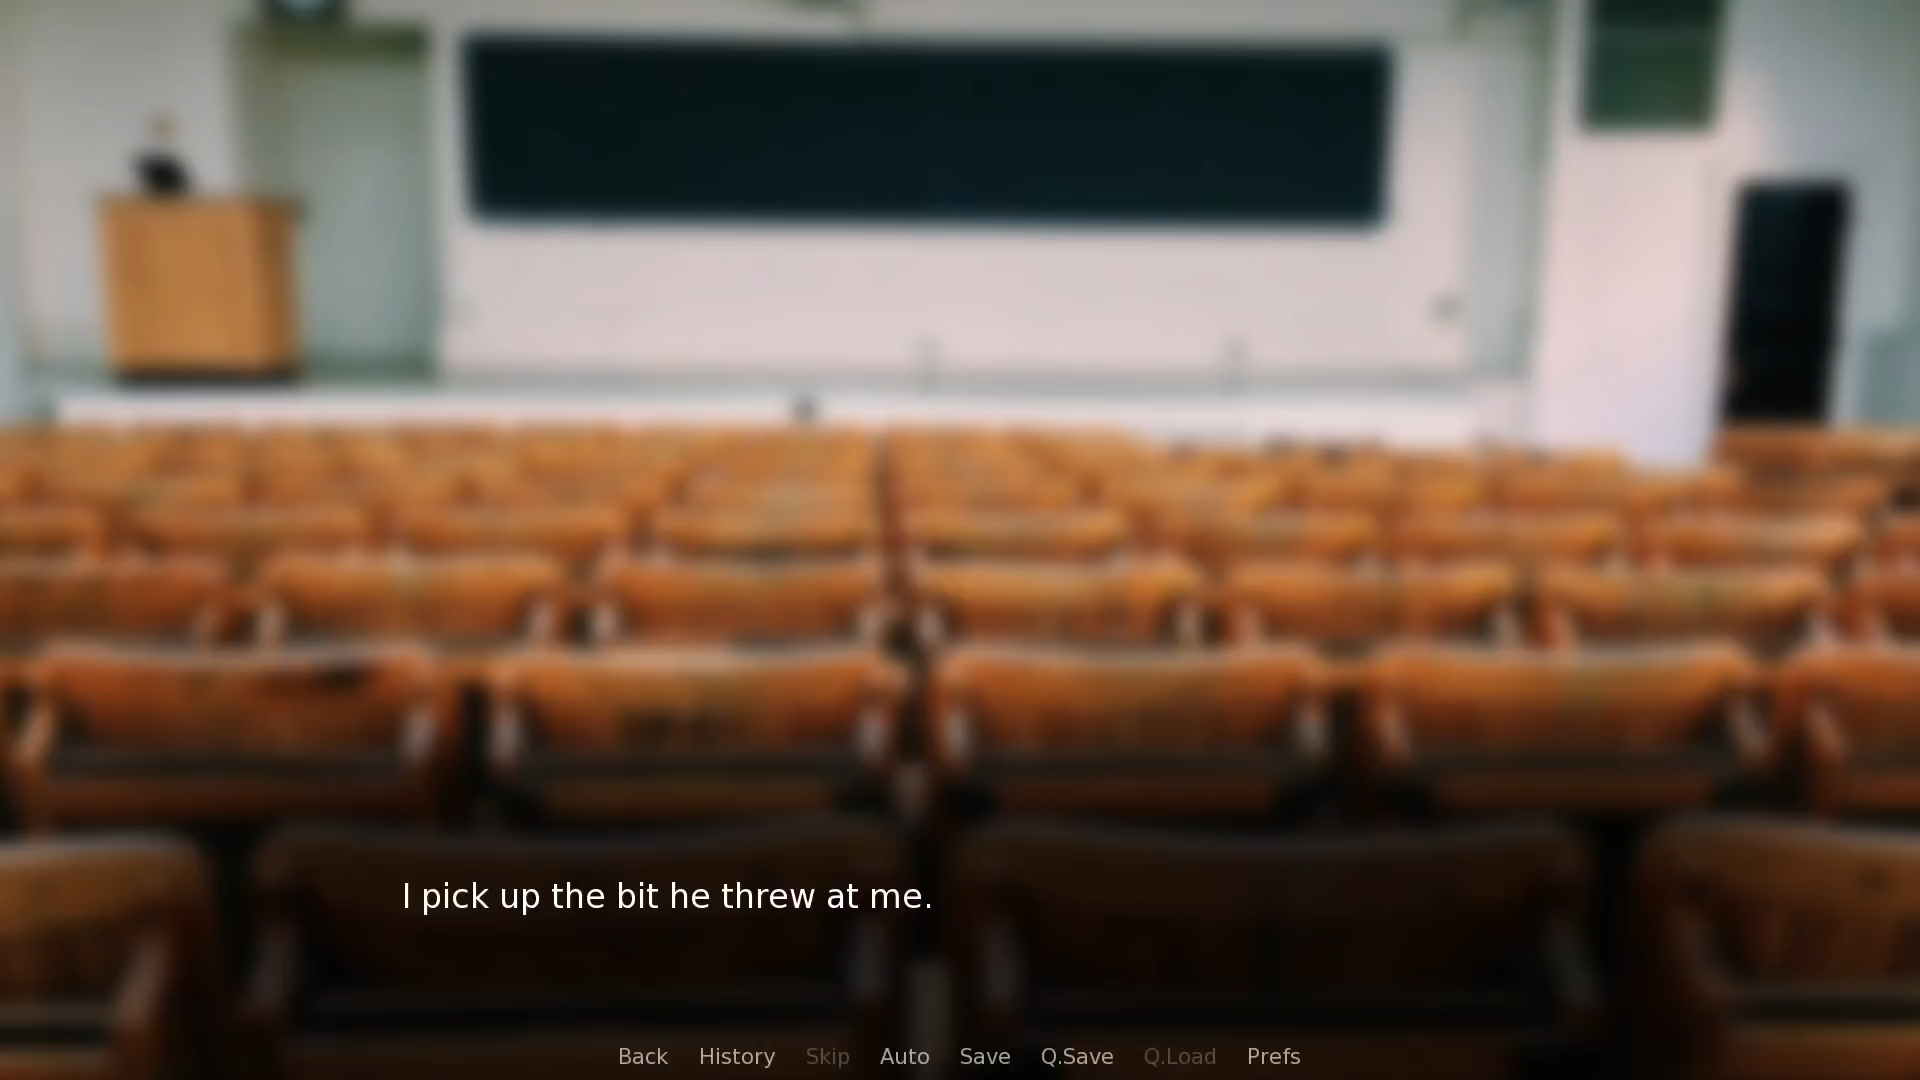 I pick up the bit he threw at me.
Back History Skip Auto Save Q.Save Q.Load Prefs